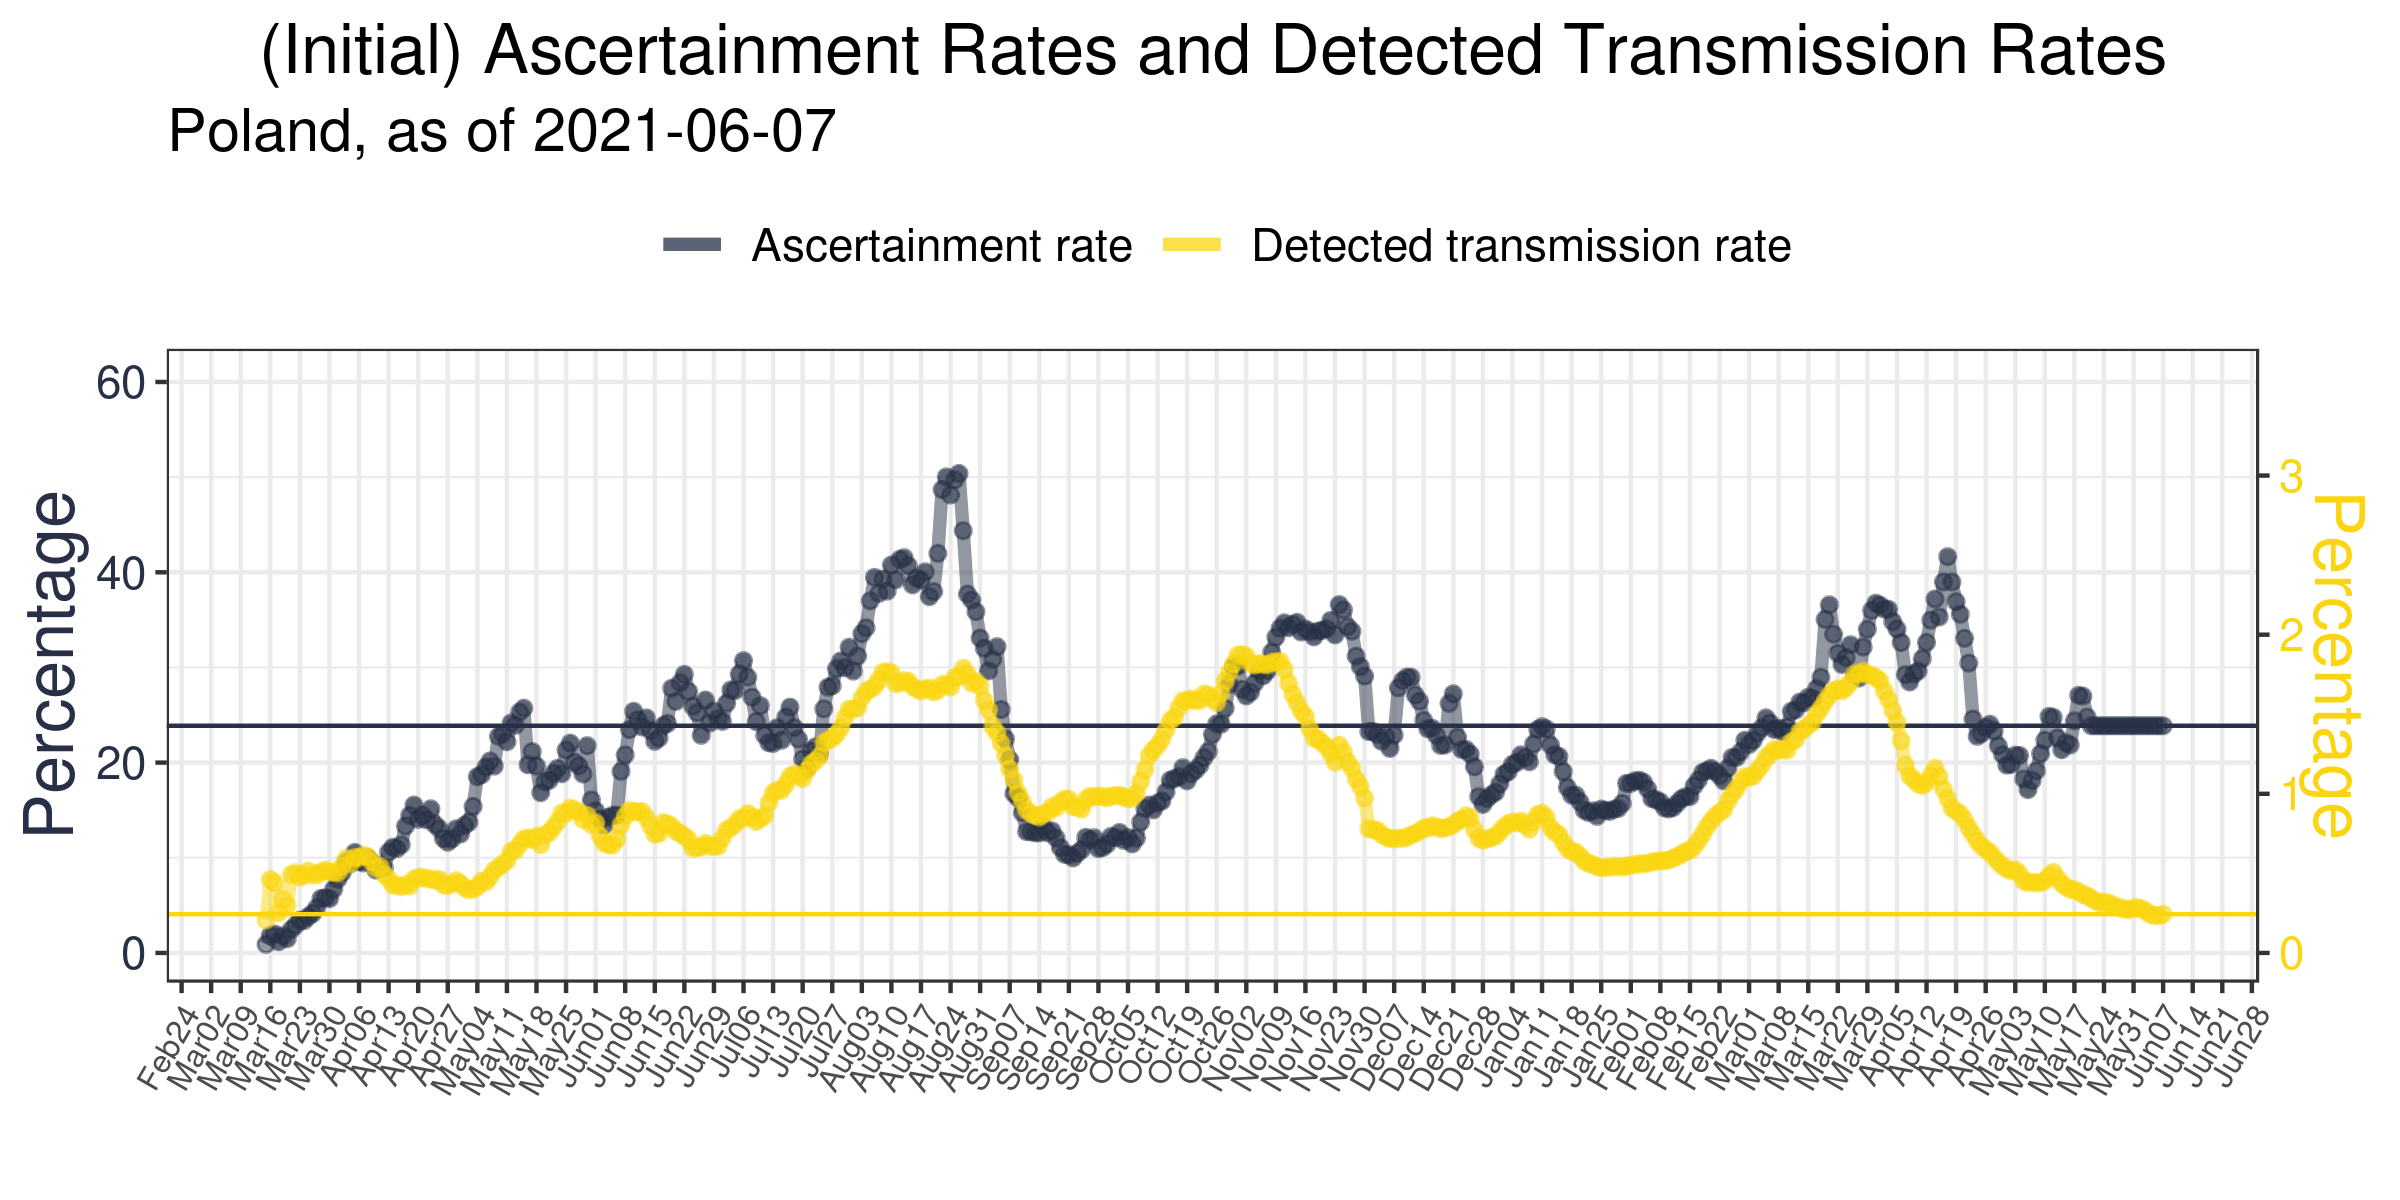 (Initial) Ascertainment Rates and Detected Transmission Rates
Poland, as of 2021-06-07
Ascertainment rate
Detected transmission rate
Percentage
60
40
20
0
3
2
1
0
Percentage
Feb24
Mar02
Mar09
Mar16
Mar23
Mar30
Apr06
Apr13
Apr20
Apr27
May04
May11
May18
May25
Jun01
Jun08
Jun15
Jun22
Jun29
Jul06
Jul13
Jul20
Jul27
Aug03
Aug10
Aug17
Aug24
Aug31
Sep07
Sep14
Sep21
Sep28
Oct05
Oct12
Oct19
Oct26
Nov02
Nov09
Nov16
Nov23
Nov30
Dec07
Dec14
Dec21
Dec28
Jan04
Jan11
Jan18
Jan25
Feb01
Feb08
Feb15
Feb22
Mar01
Mar08
Mar15
Mar22
Mar29
Apr05
Apr12
Apr19
Apr26
May03
May10
May17
May24
May31
Jun07
Jun14
Jun21
Jun28